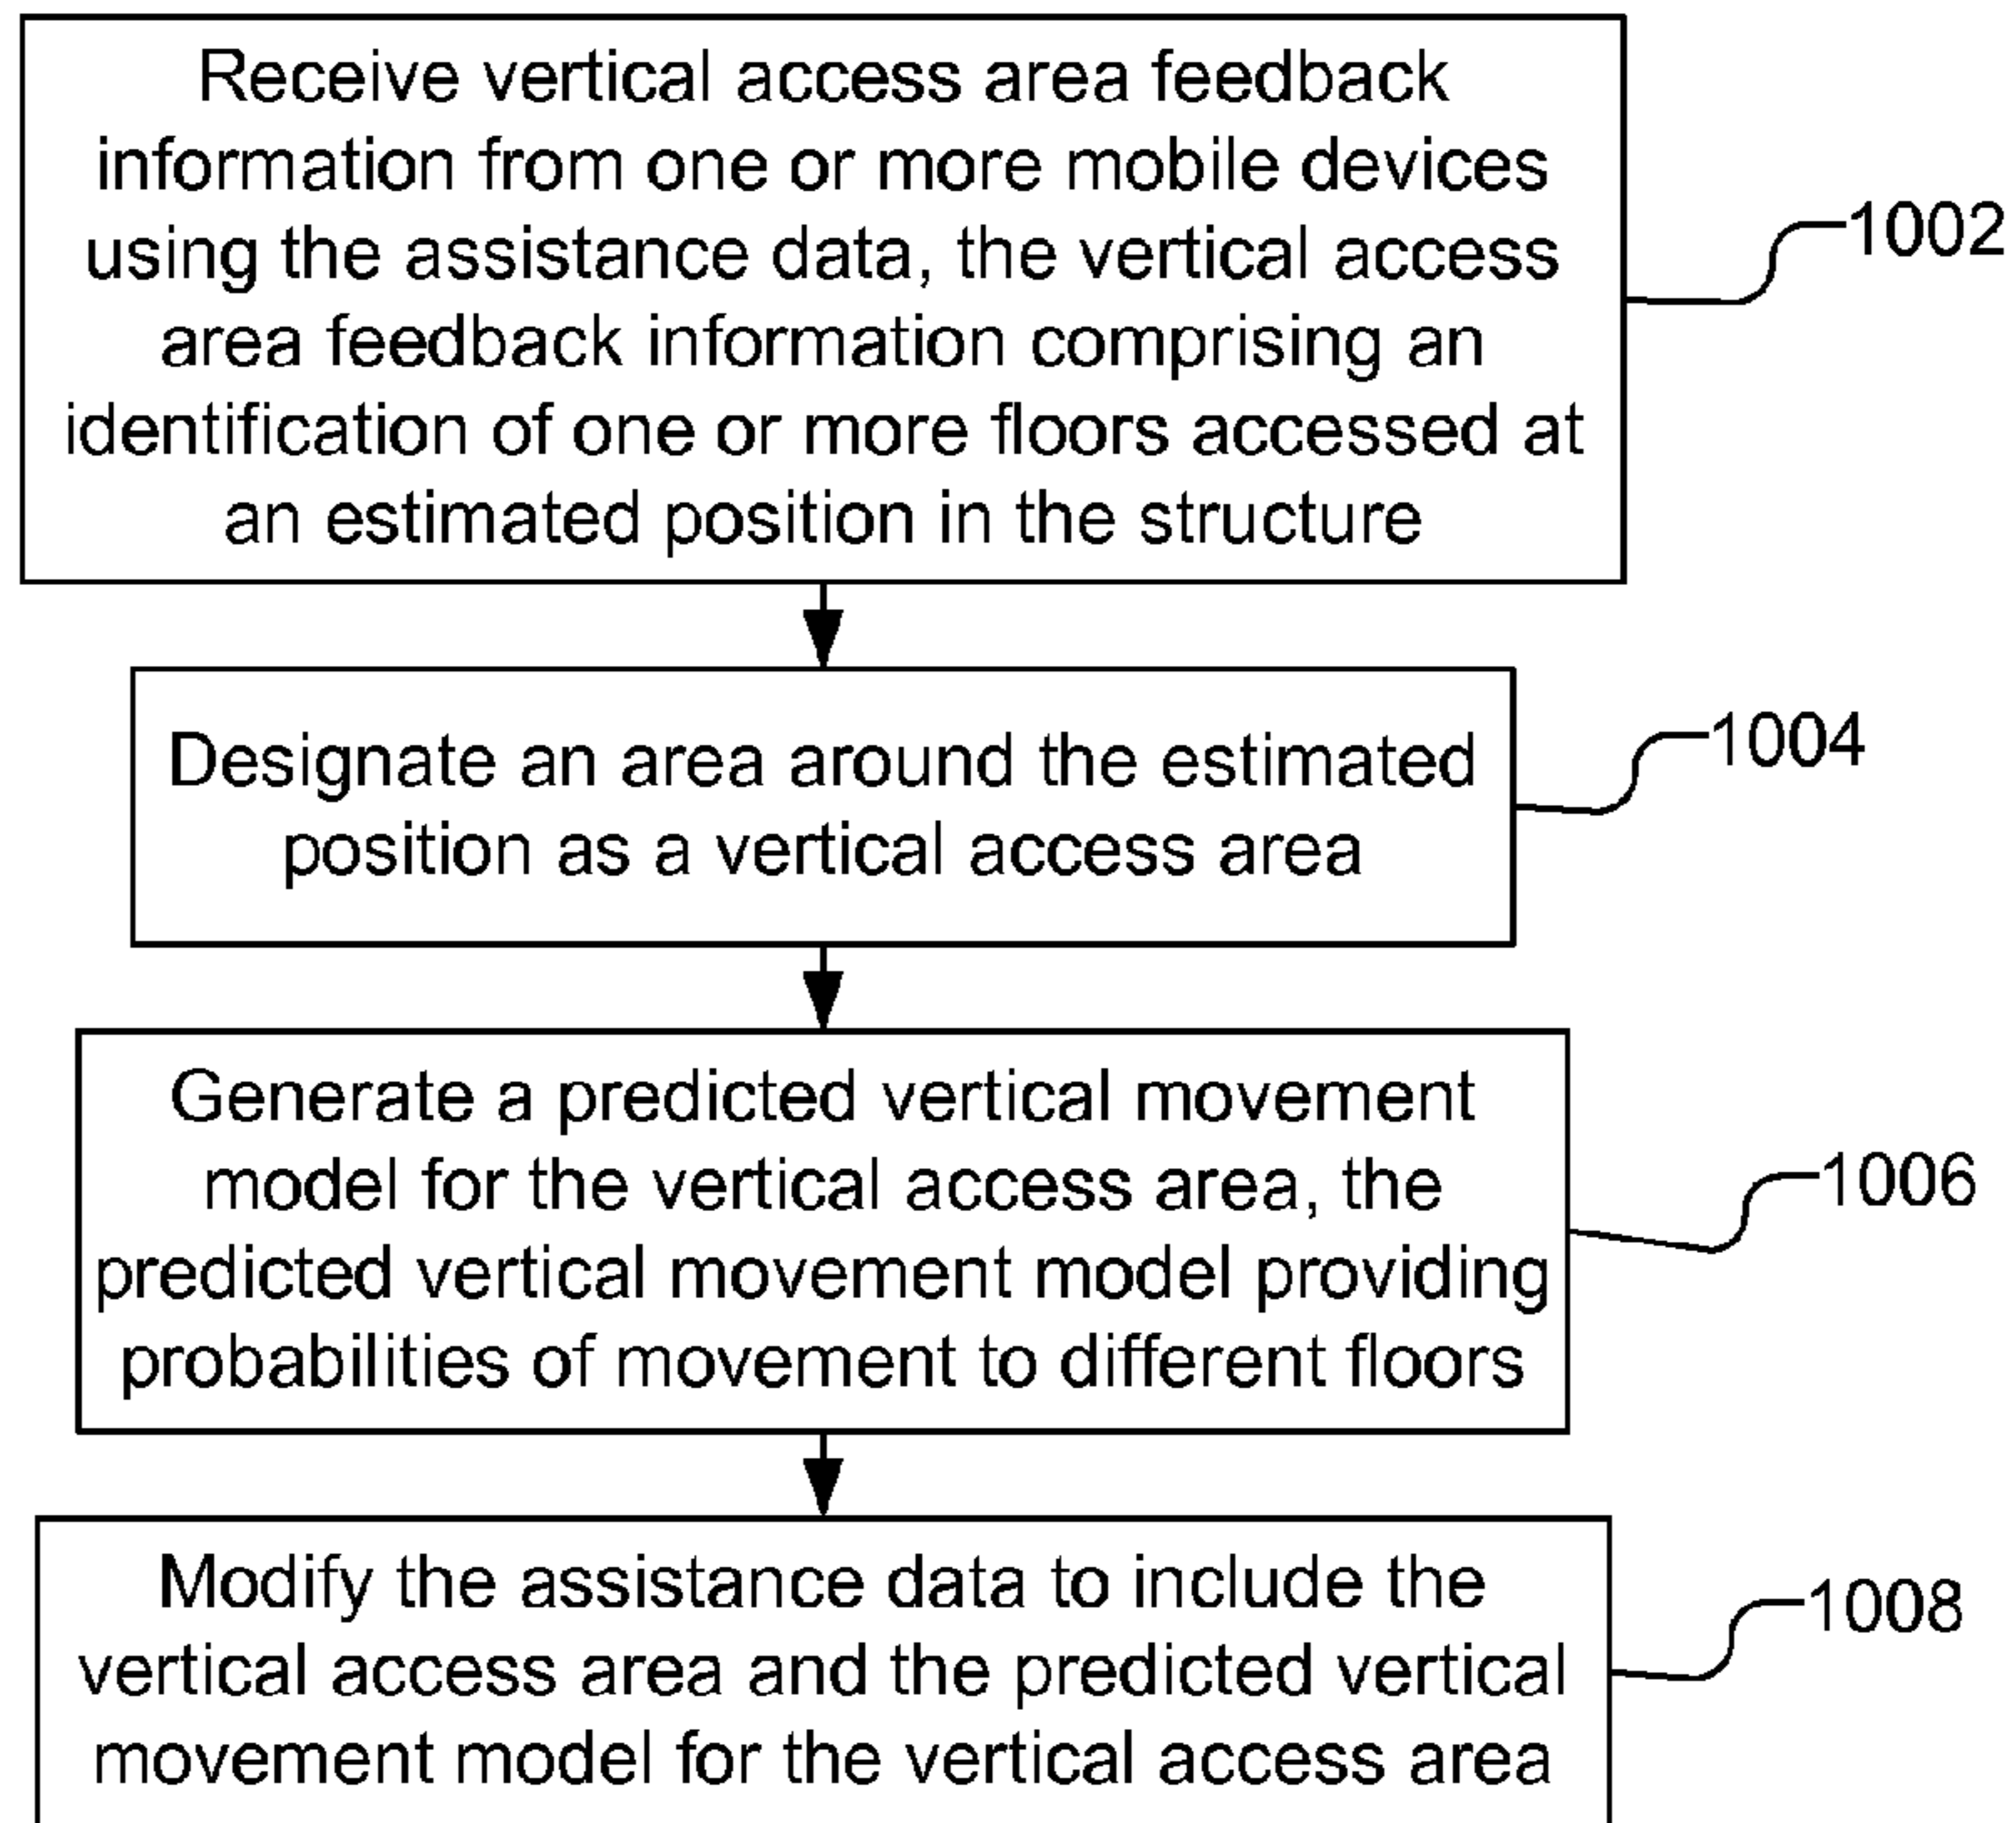 Receive vertical access area feedback
information from one or more mobile devices
using the assistance data, the vertical access
area feedback information comprising an
identification of one or more floors accessed at
an estimated position in the structure
1002
Designate an area around the estimated
position as a vertical access area
1004
Generate a predicted vertical movement
model for the vertical access area, the
predicted vertical movement model providing
probabilities of movement to different floors
1006
Modify the assistance data to include the
vertical access area and the predicted vertical
movement model for the vertical access area
1008